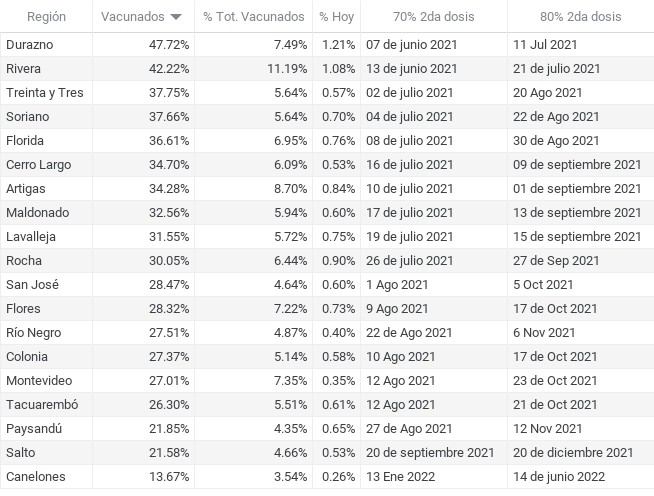 Región Vacunados % Tot. Vacunados % Hoy 70% 2da dosis 80% 2da dosis
Durazno 47.72% 7.49% 1.21% 07 de junio 2021 11 Jul 2021
Rivera 42.22% 11.19% 1.08% 13 de junio 2021 21 de julio 2021
Treinta y Tres 37.75% 5.64% 0.57% 02 de julio 2021 20 Ago 2021
Soriano 37.66% 5.64% 0.70% 04 de julio 2021 22 de Ago 2021
Florida 36.61% 6.95% 0.76% 08 de julio 2021 30 de Ago 2021
Cerro Largo 34.70% 6.09% 0.53% 16 de julio 2021 09 de septiembre 2021
Artigas 34.28% 8.70% 0.84% 10 de julio 2021 01 de septiembre 2021
Maldonado 32.56% 5.94% 0.60% 17 de julio 2021 13 de septiembre 2021
Lavalleja 31.55% 5.72% 0.75% 19 de julio 2021 15 de septiembre 2021
Rocha 30.05% 6.44% 0.90% 26 de julio 2021 27 de Sep 2021
San José 28.47% 4.64% 0.60% 1 Ago 2021 5 Oct 2021
Flores 28.32% 7.22% 0.73% 9 Ago 2021 17 de Oct 2021
Río Negro 27.51% 4.87% 0.40% 22 de Ago 2021 6 Nov 2021
Colonia 27.37% 5.14% 0.58% 10 Ago 2021 17 de Oct 2021
Montevideo 27.01% 7.35% 0.35% 12 Ago 2021 23 de Oct 2021
Tacuarembó 26.30% 5.51% 0.61% 12 Ago 2021 21 de Oct 2021
Paysandú 21.85% 4.35% 0.65% 27 de Ago 2021 12 Nov 2021
Salto 21.58% 4.66% 0.53% 20 de septiembre 2021 20 de diciembre 2021
Canelones 13.67% 3.54% 0.26% 13 Ene 2022 14 de junio 2022